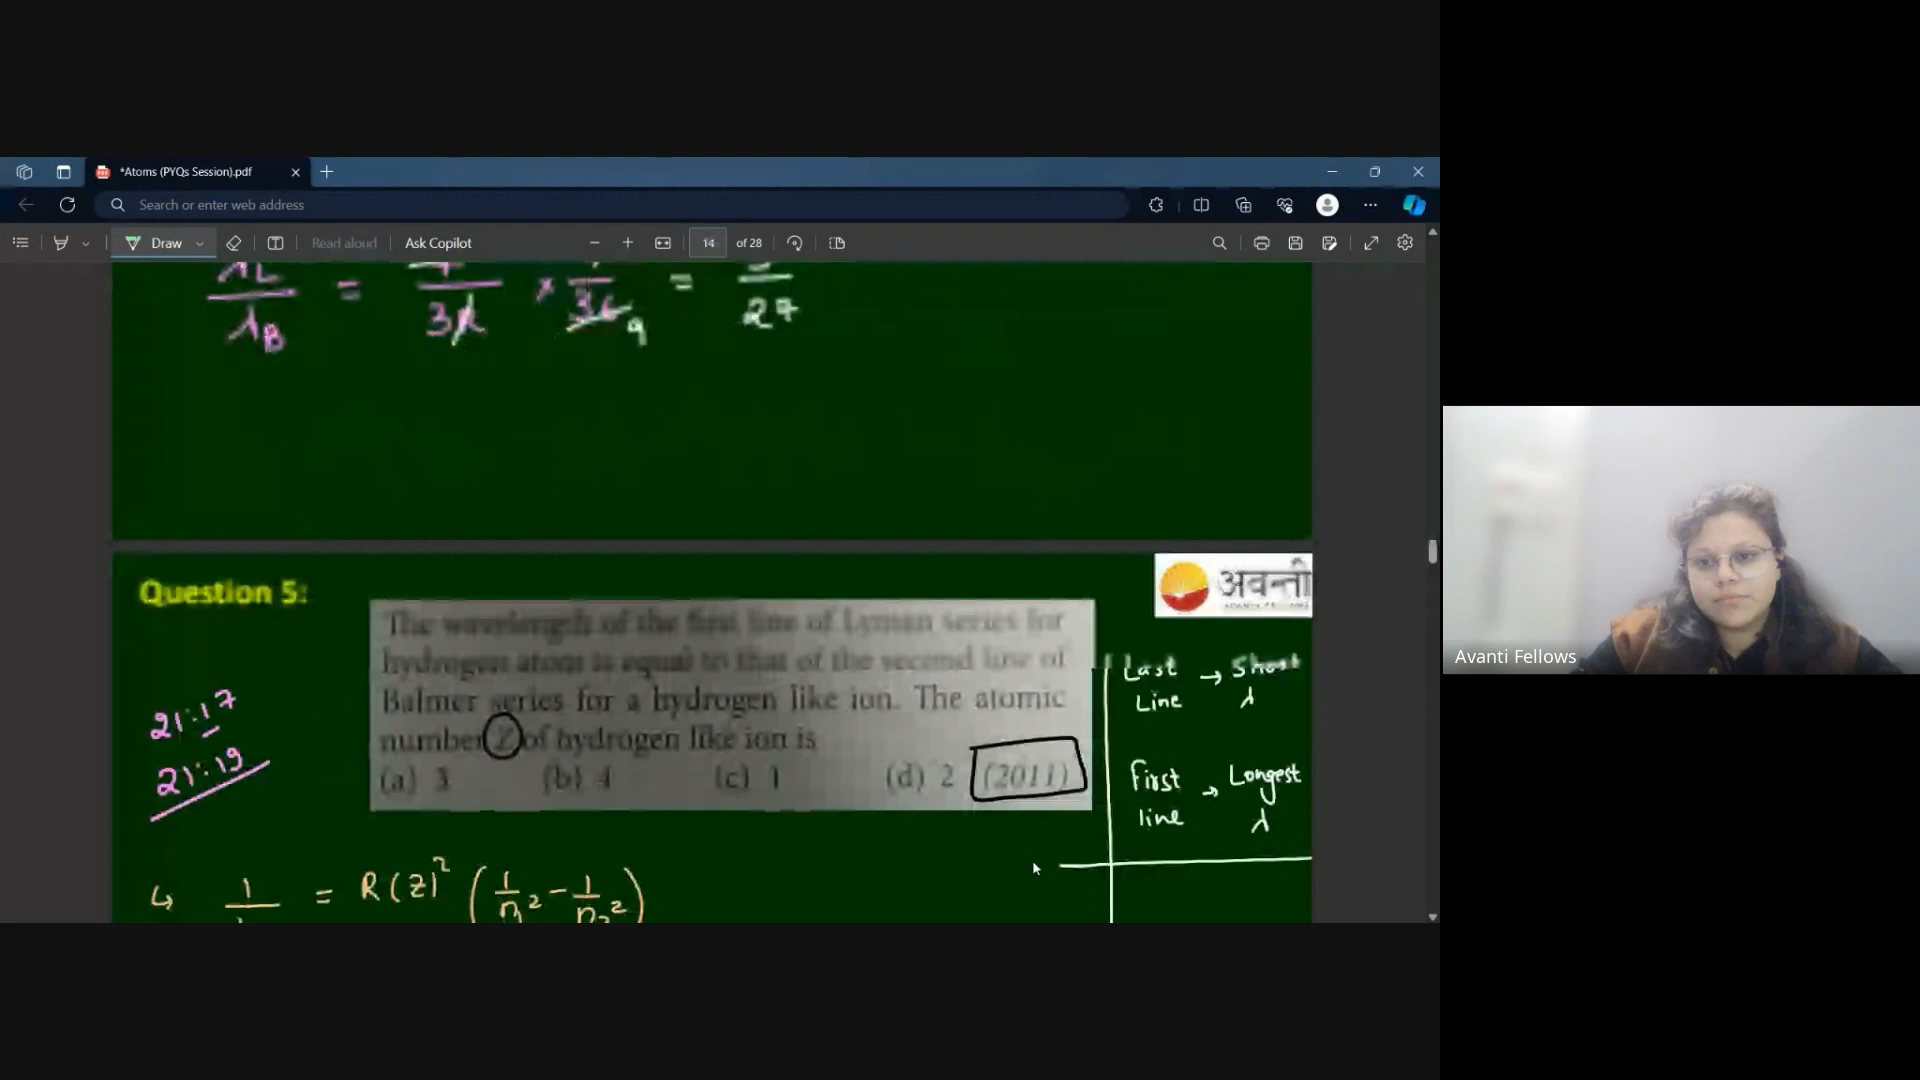 *Atoms (PYQs Session).pdf
Search or enter web address
Draw
Read aloud
Ask Copilot
14
of 28
λB
= 3
×
=
9
27
Question 5:
अवन्ती
The wavelength of the first line of Lyman series for
hydrogen atom is equal to that of the second line of
Balmer series for a hydrogen like ion. The atomic
number Z of hydrogen like ion is
(a) 3 (b) 4 (c) 1 (d) 2 (2011)
21:17
21:19
Last Line → Short λ
First line → Longest λ
↳ 1 = R(Z)² (1/n₁² − 1/n₂²)
Avanti Fellows